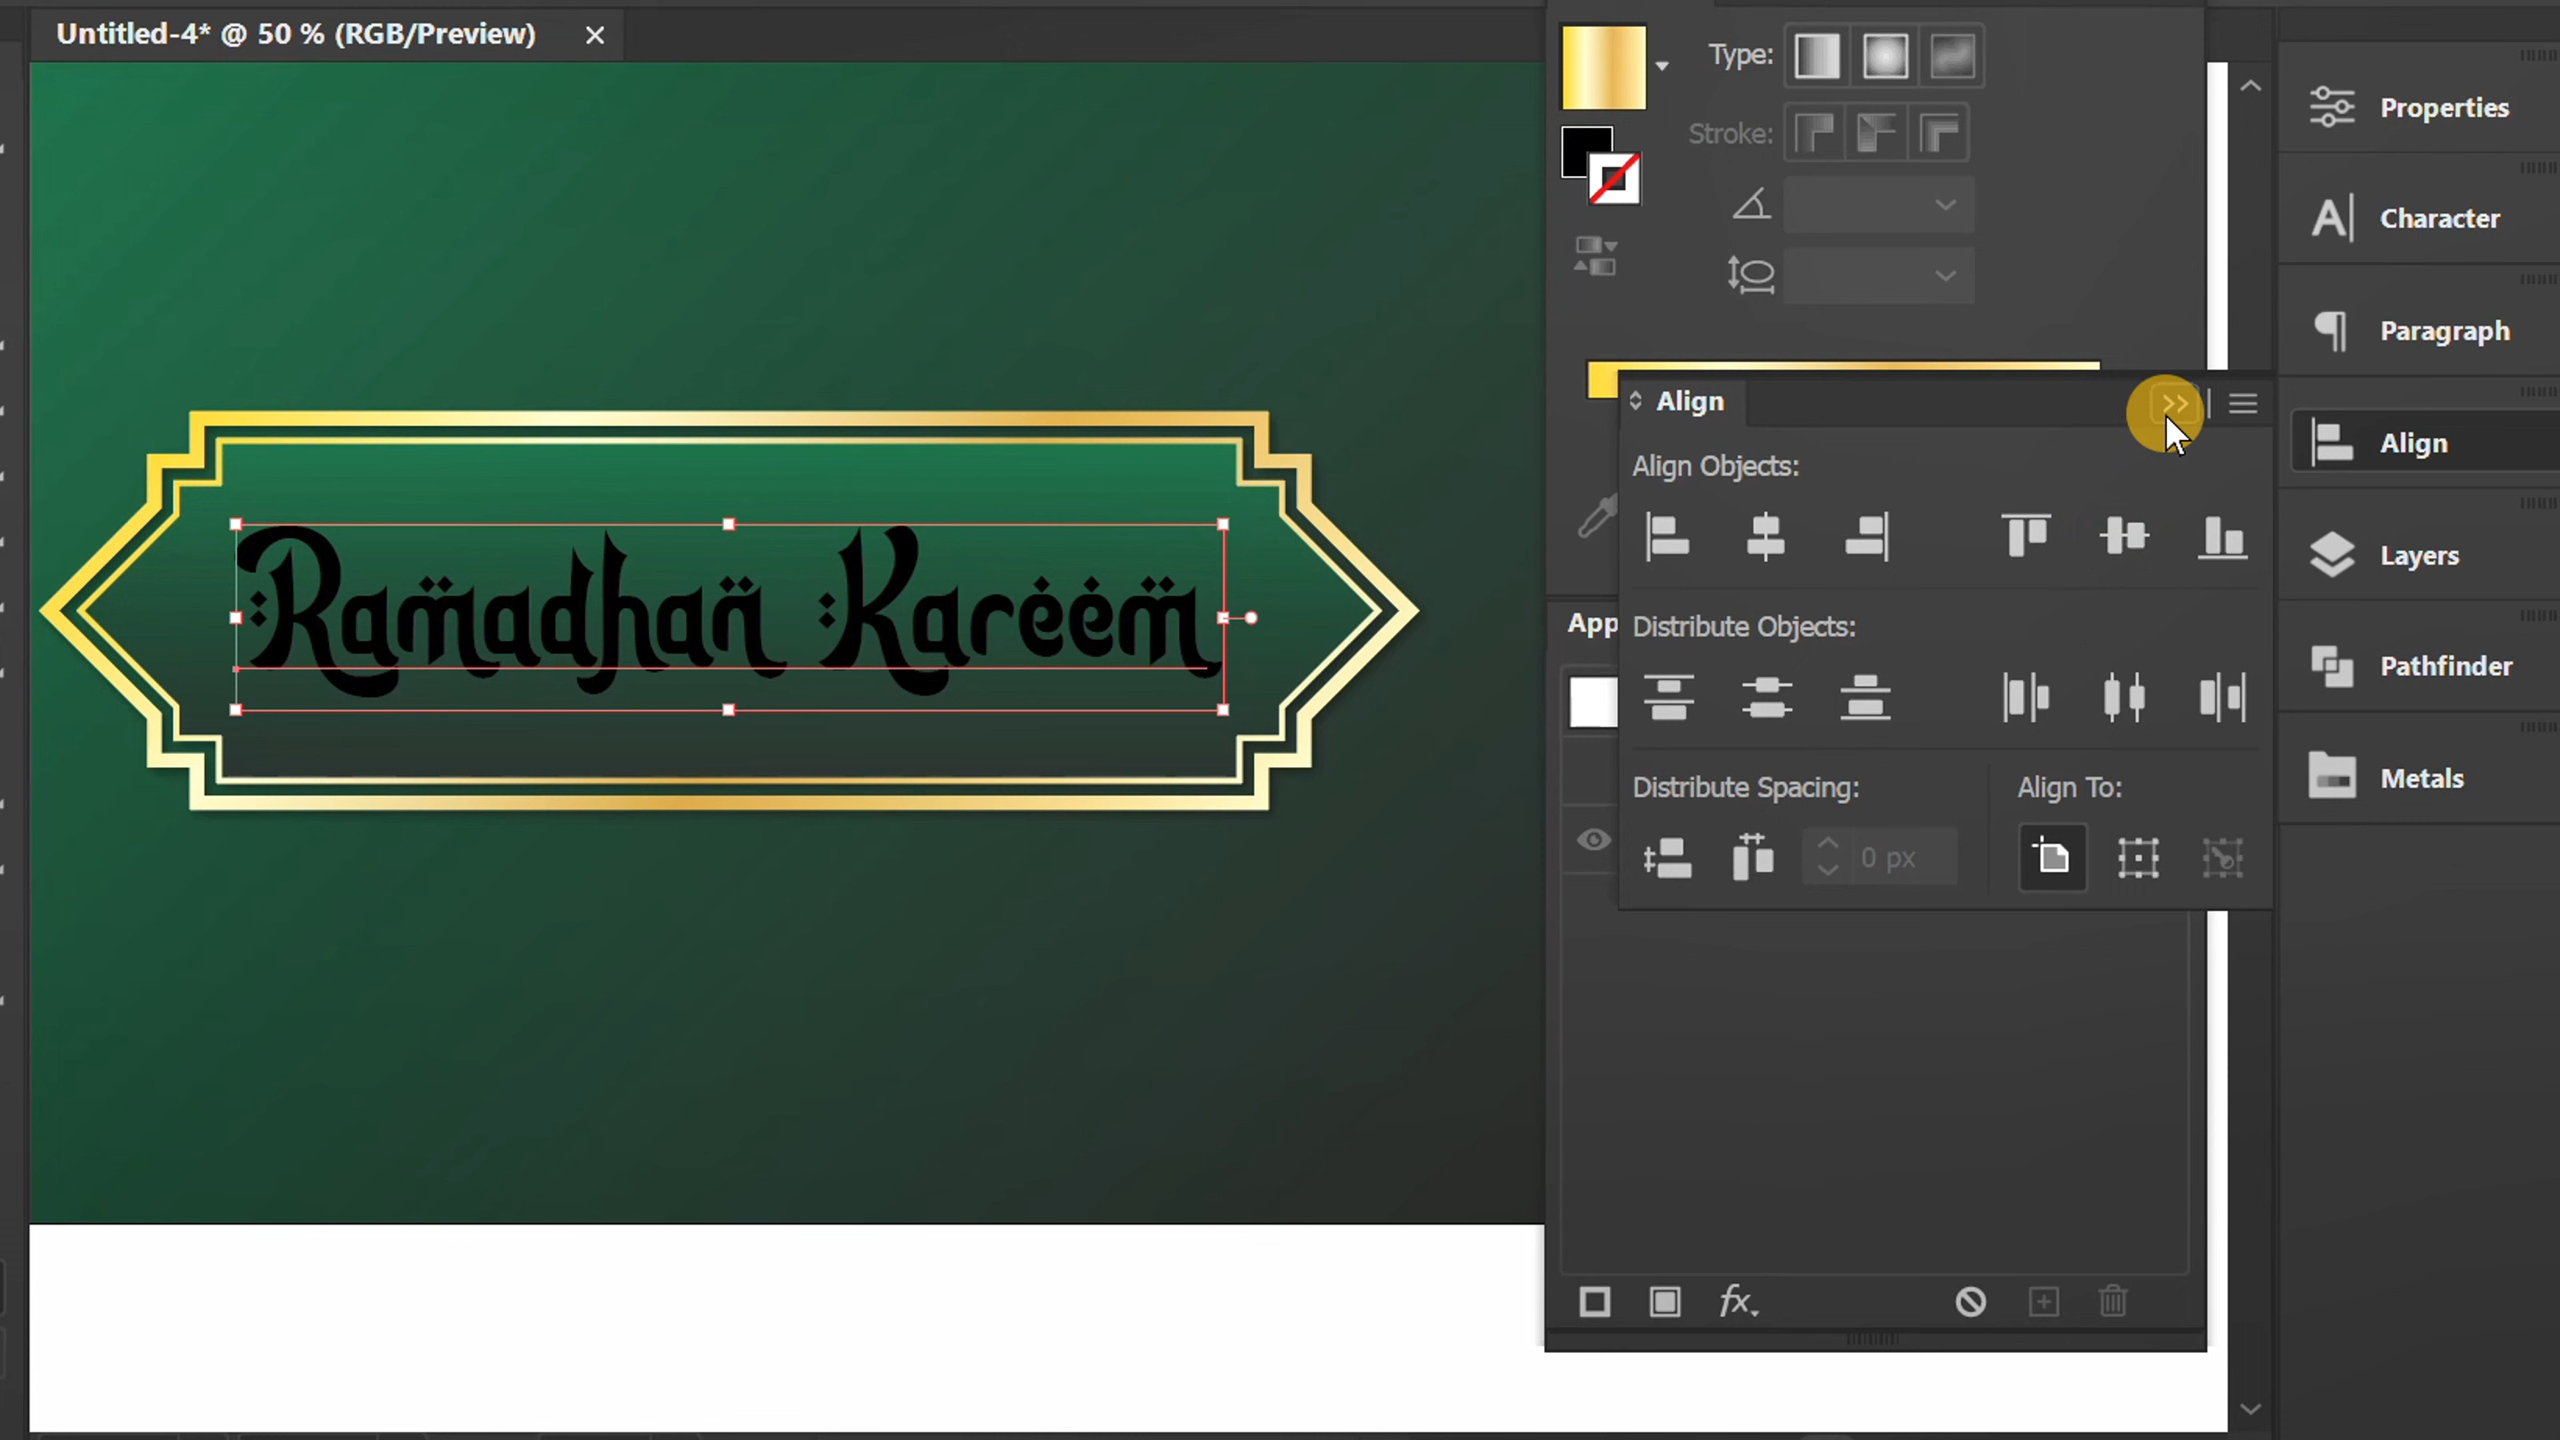 Untitled-4* @ 50 % (RGB/Preview)
Type:
Stroke:
Properties
Character
Paragraph
Align
Layers
Pathfinder
Metals
Align
Align Objects:
Distribute Objects:
Distribute Spacing:
Align To:
0 px
App
fx
Ramadhan Kareem